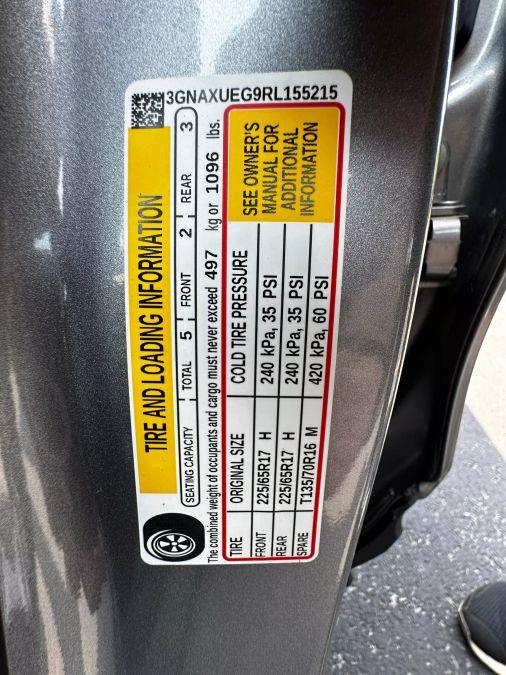 3GNAXUEG9RL155215
TIRE AND LOADING INFORMATION
SEATING CAPACITY TOTAL 5 FRONT 2 REAR 3
The combined weight of occupants and cargo must never exceed 497 kg or 1096 lbs.
TIRE ORIGINAL SIZE COLD TIRE PRESSURE
FRONT 225/65R17 H 240 kPa, 35 PSI
REAR 225/65R17 H 240 kPa, 35 PSI
SPARE T135/70R16 M 420 kPa, 60 PSI
SEE OWNER'S
MANUAL FOR
ADDITIONAL
INFORMATION